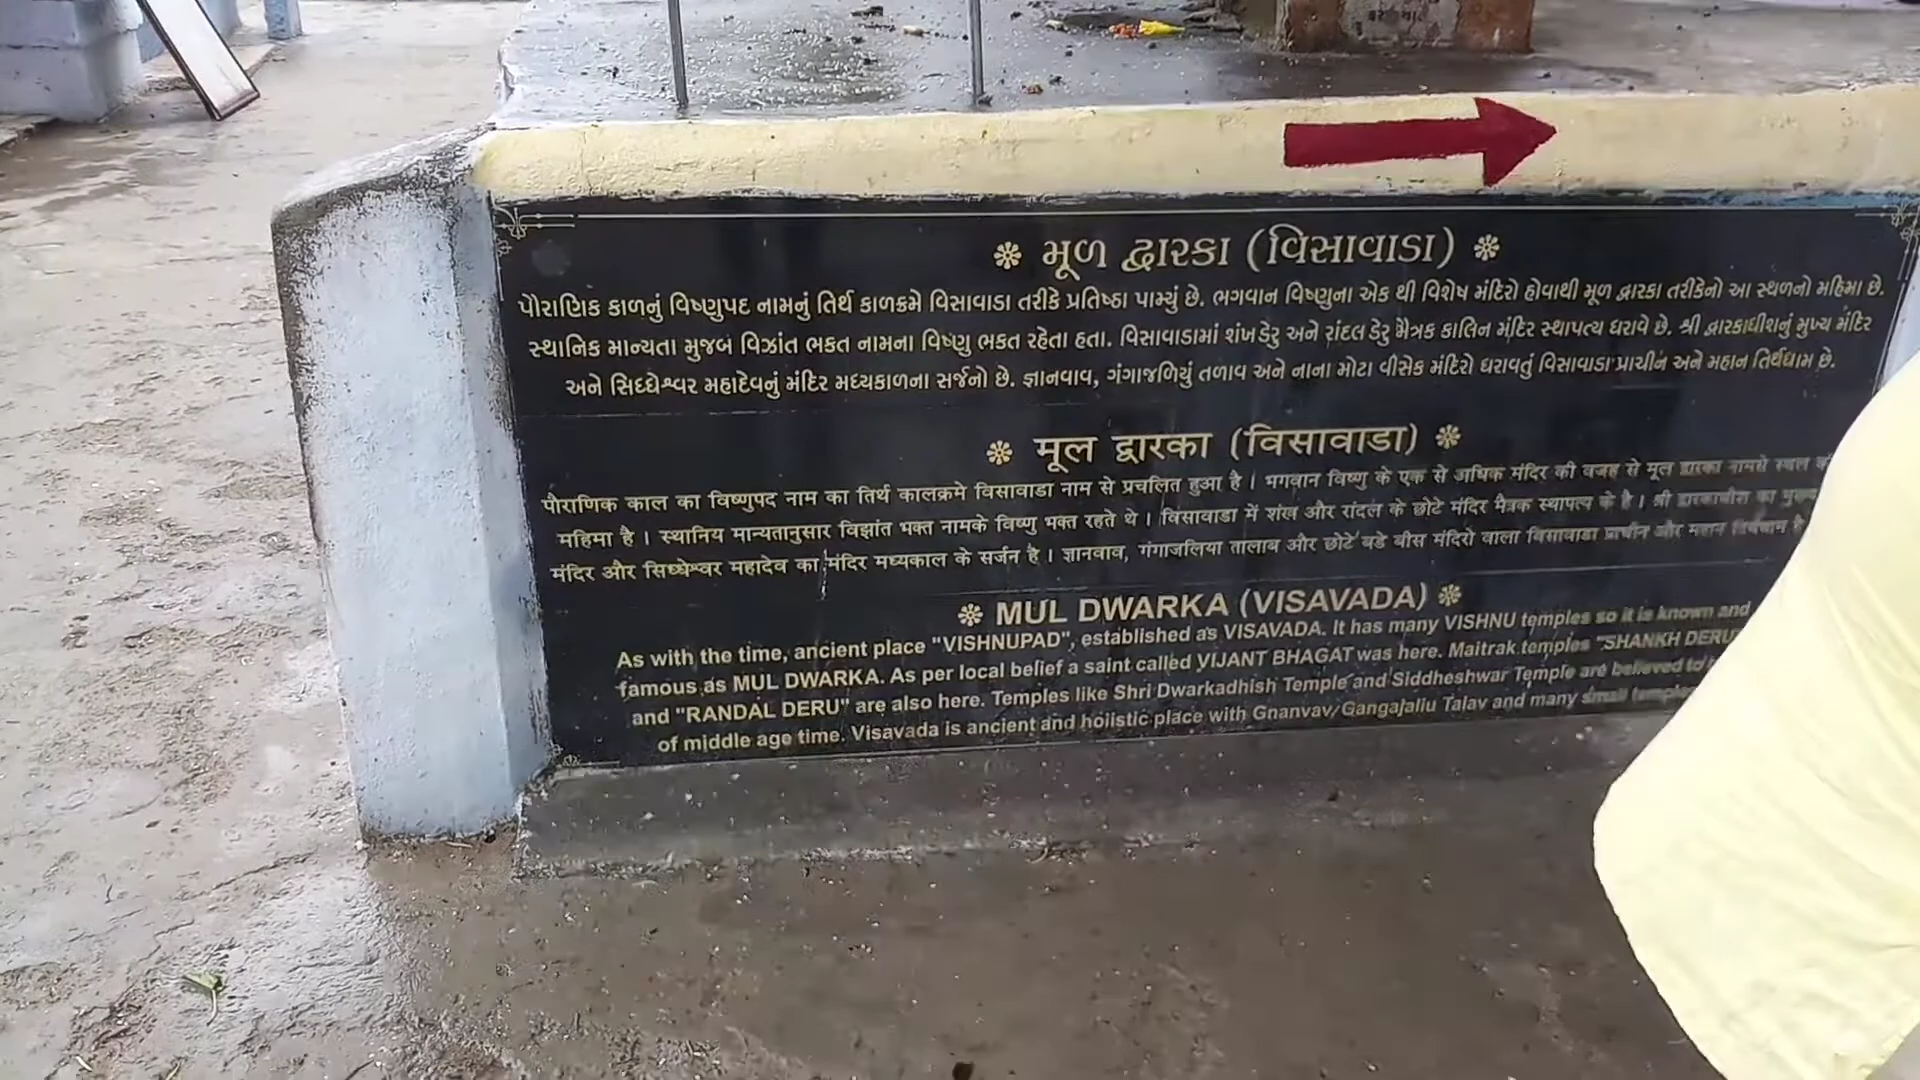 મૂળ દ્વારકા (વિસાવાડા)
પૌરાણિક કાળનું વિષ્ણુપદ નામનું તિર્થ કાળક્રમે વિસાવાડા તરીકે પ્રતિષ્ઠા પામ્યું છે. ભગવાન વિષ્ણુના એક થી વિશેષ મંદિરો હોવાથી મૂળ દ્વારકા તરીકેનો આ સ્થળનો મહિમા છે.
સ્થાનિક માન્યતા મુજબ વિઝાંત ભકત નામના વિષ્ણુ ભકત રહેતા હતા. વિસાવાડામાં શંખ ડેરુ અને રાંદલ ડેરુ મૈત્રક કાલિન મંદિર સ્થાપત્ય ધરાવે છે. શ્રી દ્વારકાધીશનું મુખ્ય મંદિર
અને સિધ્ધેશ્વર મહાદેવનું મંદિર મધ્યકાળના સર્જનો છે. જ્ઞાનવાવ, ગંગાજળિયું તળાવ અને નાના મોટા વીસેક મંદિરો ધરાવતું વિસાવાડા પ્રાચીન અને મહાન તિર્થધામ છે.
मूल द्वारका (विसावाडा)
पौराणिक काल का विष्णुपद नाम का तिर्थ कालक्रमे विसावाडा नाम से प्रचलित हुआ है । भगवान विष्णु के एक से अधिक मंदिर की वजह से मूल द्वारका नामसे स्थल
महिमा है । स्थानिय मान्यतानुसार विझांत भक्त नामके विष्णु भक्त रहते थे । विसावाडा में शंख और रांदल के छोटे मंदिर मैत्रक स्थापत्य के है । श्री द्वारकाधीश का
मंदिर और सिध्धेश्वर महादेव का मंदिर मध्यकाल के सर्जन है । ज्ञानवाव, गंगाजलिया तालाब और छोटे बडे बीस मंदिरो वाला विसावाडा प्राचीन और महान
MUL DWARKA (VISAVADA)
As with the time, ancient place "VISHNUPAD", established as VISAVADA. It has many VISHNU temples so it is known and
famous as MUL DWARKA. As per local belief a saint called VIJANT BHAGAT was here. Maitrak temples "SHANKH DERU
and "RANDAL DERU" are also here. Temples like Shri Dwarkadhish Temple and Siddheshwar Temple are believed to
of middle age time. Visavada is ancient and holistic place with Gnanvav, Gangajaliu Talav and many small